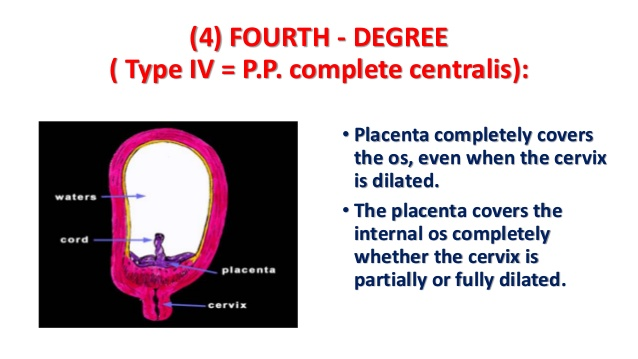 (4) FOURTH - DEGREE
( Type IV = P.P. complete centralis):
waters
cord
placenta
cervix
• Placenta completely covers
the os, even when the cervix
is dilated.
• The placenta covers the
internal os completely
whether the cervix is
partially or fully dilated.